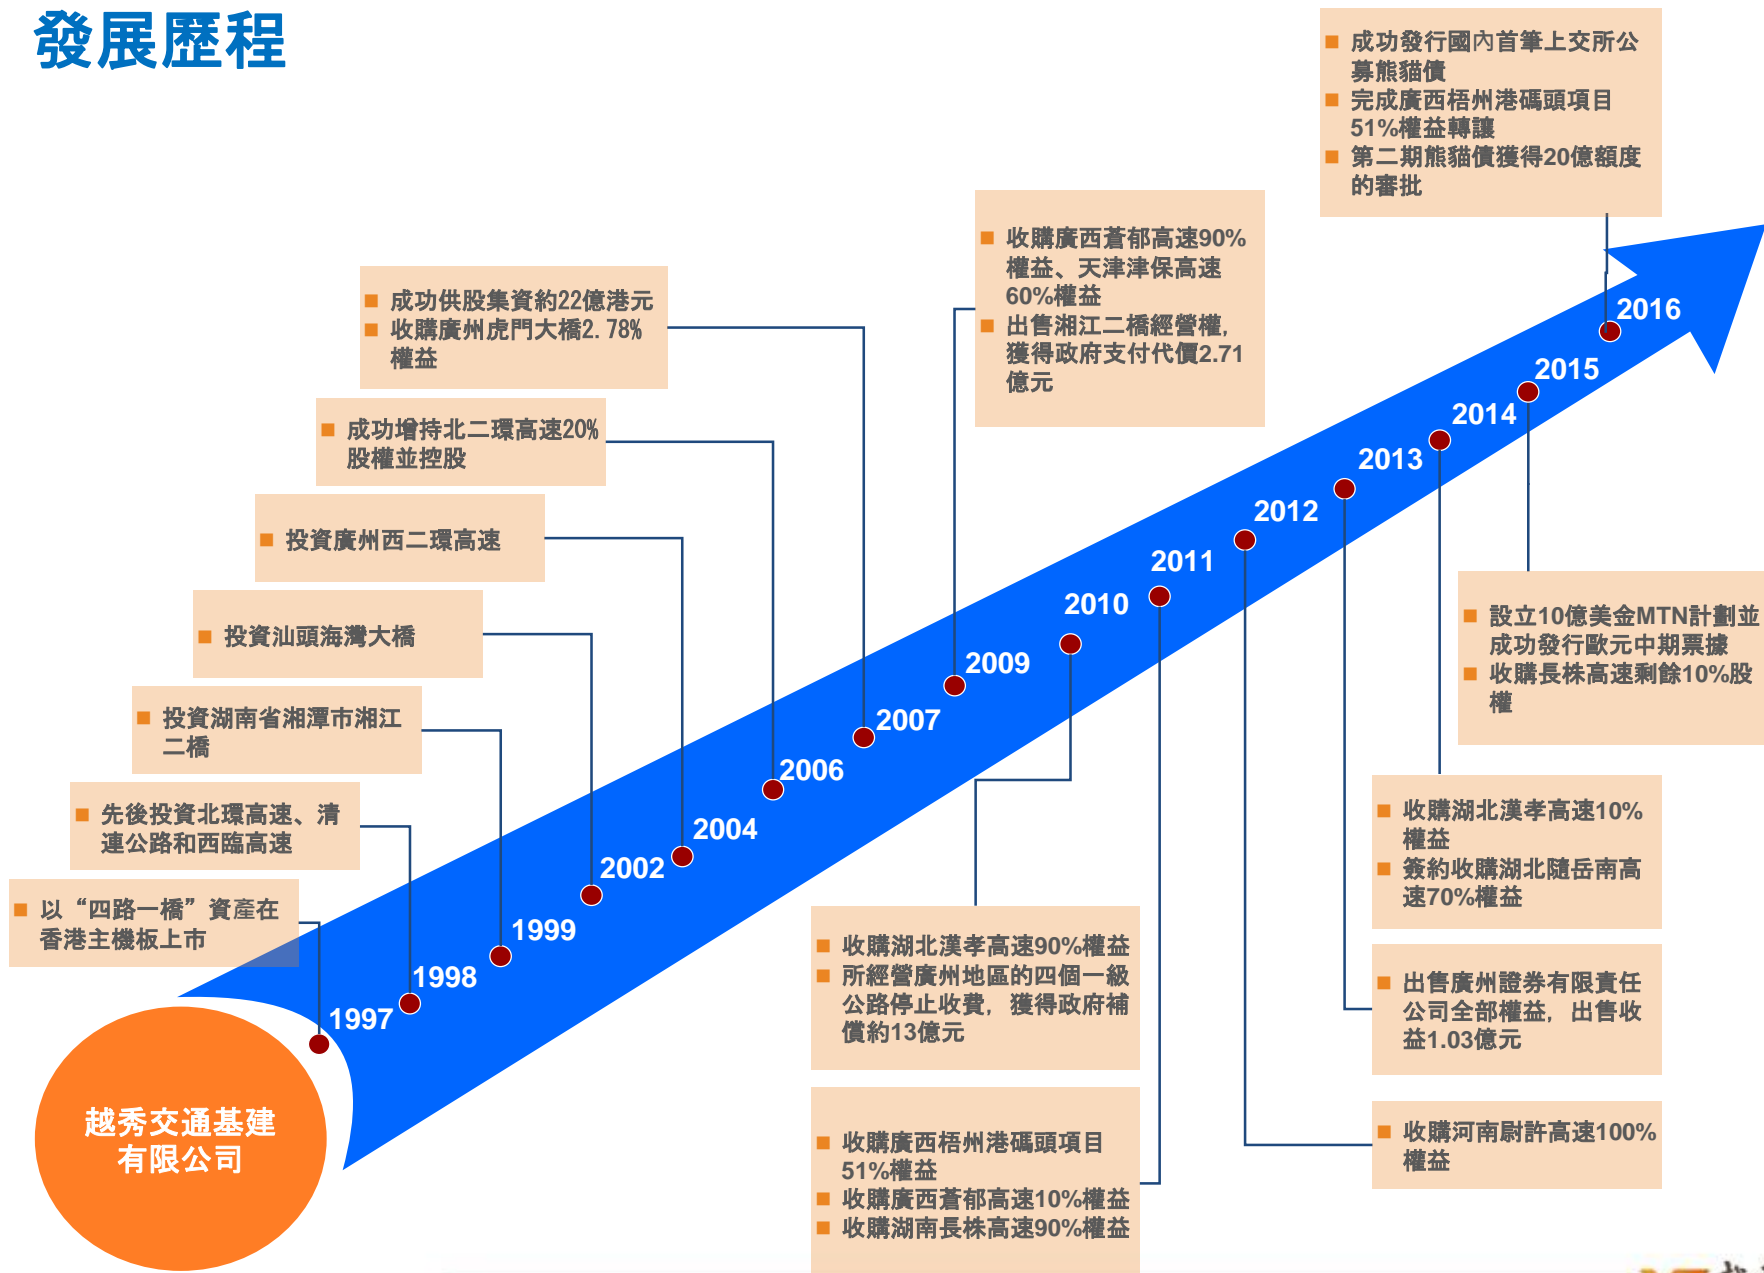 發展歷程
成功發行國內首筆上交所公
募熊貓債
完成廣西梧州港碼頭項目
51%權益轉讓
第二期熊貓債獲得20億額度
的審批
收購廣西蒼郁高速90%
權益、天津津保高速
60%權益
出售湘江二橋經營權,
獲得政府支付代價2.71
億元
成功供股集資約22億港元
收購廣州虎門大橋2.78%
權益
成功增持北二環高速20%
股權並控股
投資廣州西二環高速
投資汕頭海灣大橋
投資湖南省湘潭市湘江
二橋
先後投資北環高速、清
連公路和西臨高速
以“四路一橋”資產在
香港主機板上市
越秀交通基建
有限公司
1997
1998
1999
2002
2004
2006
2007
2009
2010
2011
2012
2013
2014
2015
2016
收購湖北漢孝高速90%權益
所經營廣州地區的四個一級
公路停止收費, 獲得政府補
償約13億元
收購廣西梧州港碼頭項目
51%權益
收購廣西蒼郁高速10%權益
收購湖南長株高速90%權益
設立10億美金MTN計劃並
成功發行歐元中期票據
收購長株高速剩餘10%股
權
收購湖北漢孝高速10%
權益
簽約收購湖北隨岳南高
速70%權益
出售廣州證券有限責任
公司全部權益, 出售收
益1.03億元
收購河南尉許高速100%
權益